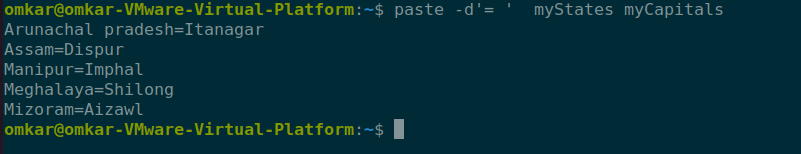 omkar@omkar-VMware-Virtual-Platform:~$ paste -d'= '  myStates myCapitals
Arunachal pradesh=Itanagar
Assam=Dispur
Manipur=Imphal
Meghalaya=Shilong
Mizoram=Aizawl
omkar@omkar-VMware-Virtual-Platform:~$